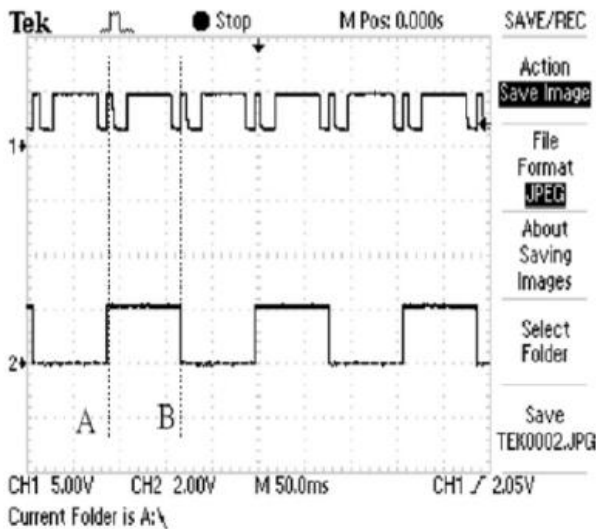 Tek Stop M Pos: 0.000s SAVE/REC
Action
Save Image
File
Format
JPEG
About
Saving
Images
Select
Folder
Save
TEK0002.JPG
1
2
A B
CH1 5.00V CH2 2.00V M 50.0ms CH1 2.05V
Current Folder is A:\